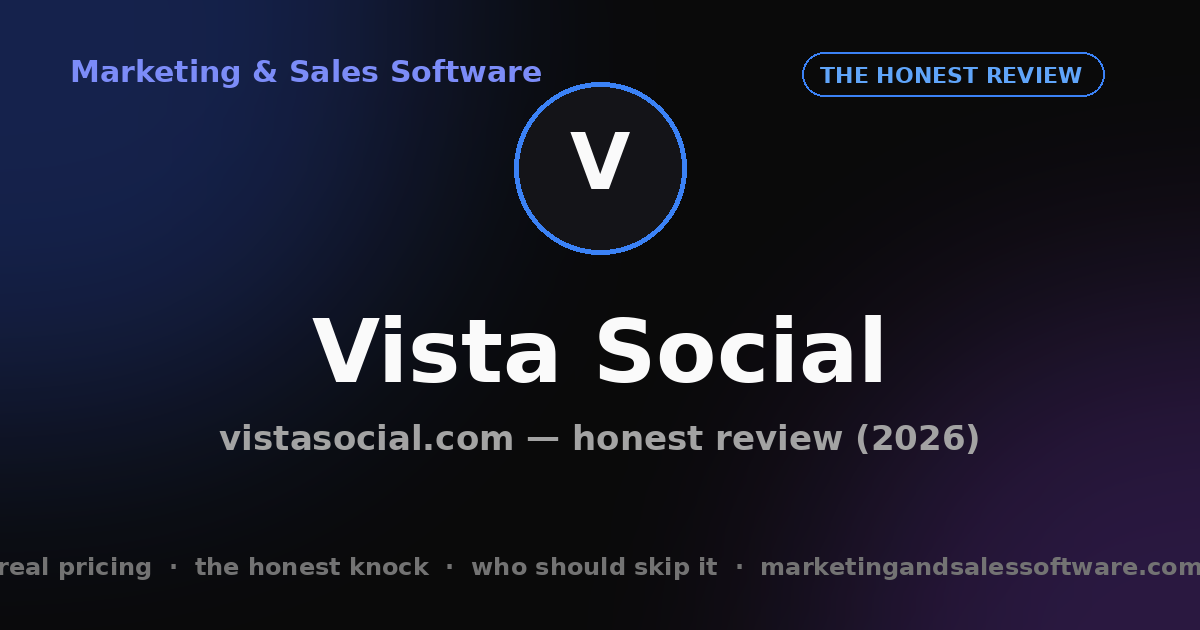 Marketing & Sales Software
THE HONEST REVIEW
V
Vista Social
vistasocial.com — honest review (2026)
real pricing · the honest knock · who should skip it · marketingandsalessoftware.com